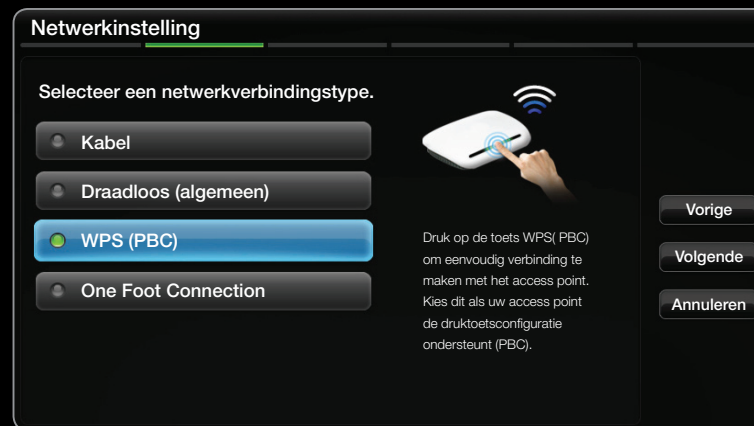 Netwerkinstelling
Selecteer een netwerkverbindingstype.
Kabel
Draadloos (algemeen)
WPS (PBC)
One Foot Connection
Druk op de toets WPS( PBC)
om eenvoudig verbinding te
maken met het access point.
Kies dit als uw access point
de druktoetsconfiguratie
ondersteunt (PBC).
Vorige
Volgende
Annuleren